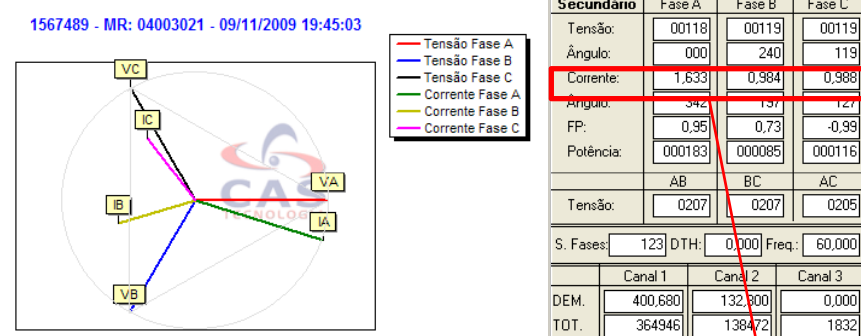 1567489 - MR: 04003021 - 09/11/2009 19:45:03
Tensão Fase A
Tensão Fase B
Tensão Fase C
Corrente Fase A
Corrente Fase B
Corrente Fase C
VC
IC
VA
IB
IA
VB
CAS
TECNOLOG
Secundário Fase A Fase B Fase C
Tensão: 00118 00119 00119
Ângulo: 000 240 119
Corrente: 1,633 0,984 0,988
Ângulo: 342 197 127
FP: 0,95 0,73 -0,99
Potência: 000183 000085 000116
AB BC AC
Tensão: 0207 0207 0205
S. Fases: 123 DTH: 0,000 Freq.: 60,000
Canal 1 Canal 2 Canal 3
DEM. 400,680 132,800 0,000
TOT. 364946 138472 1832